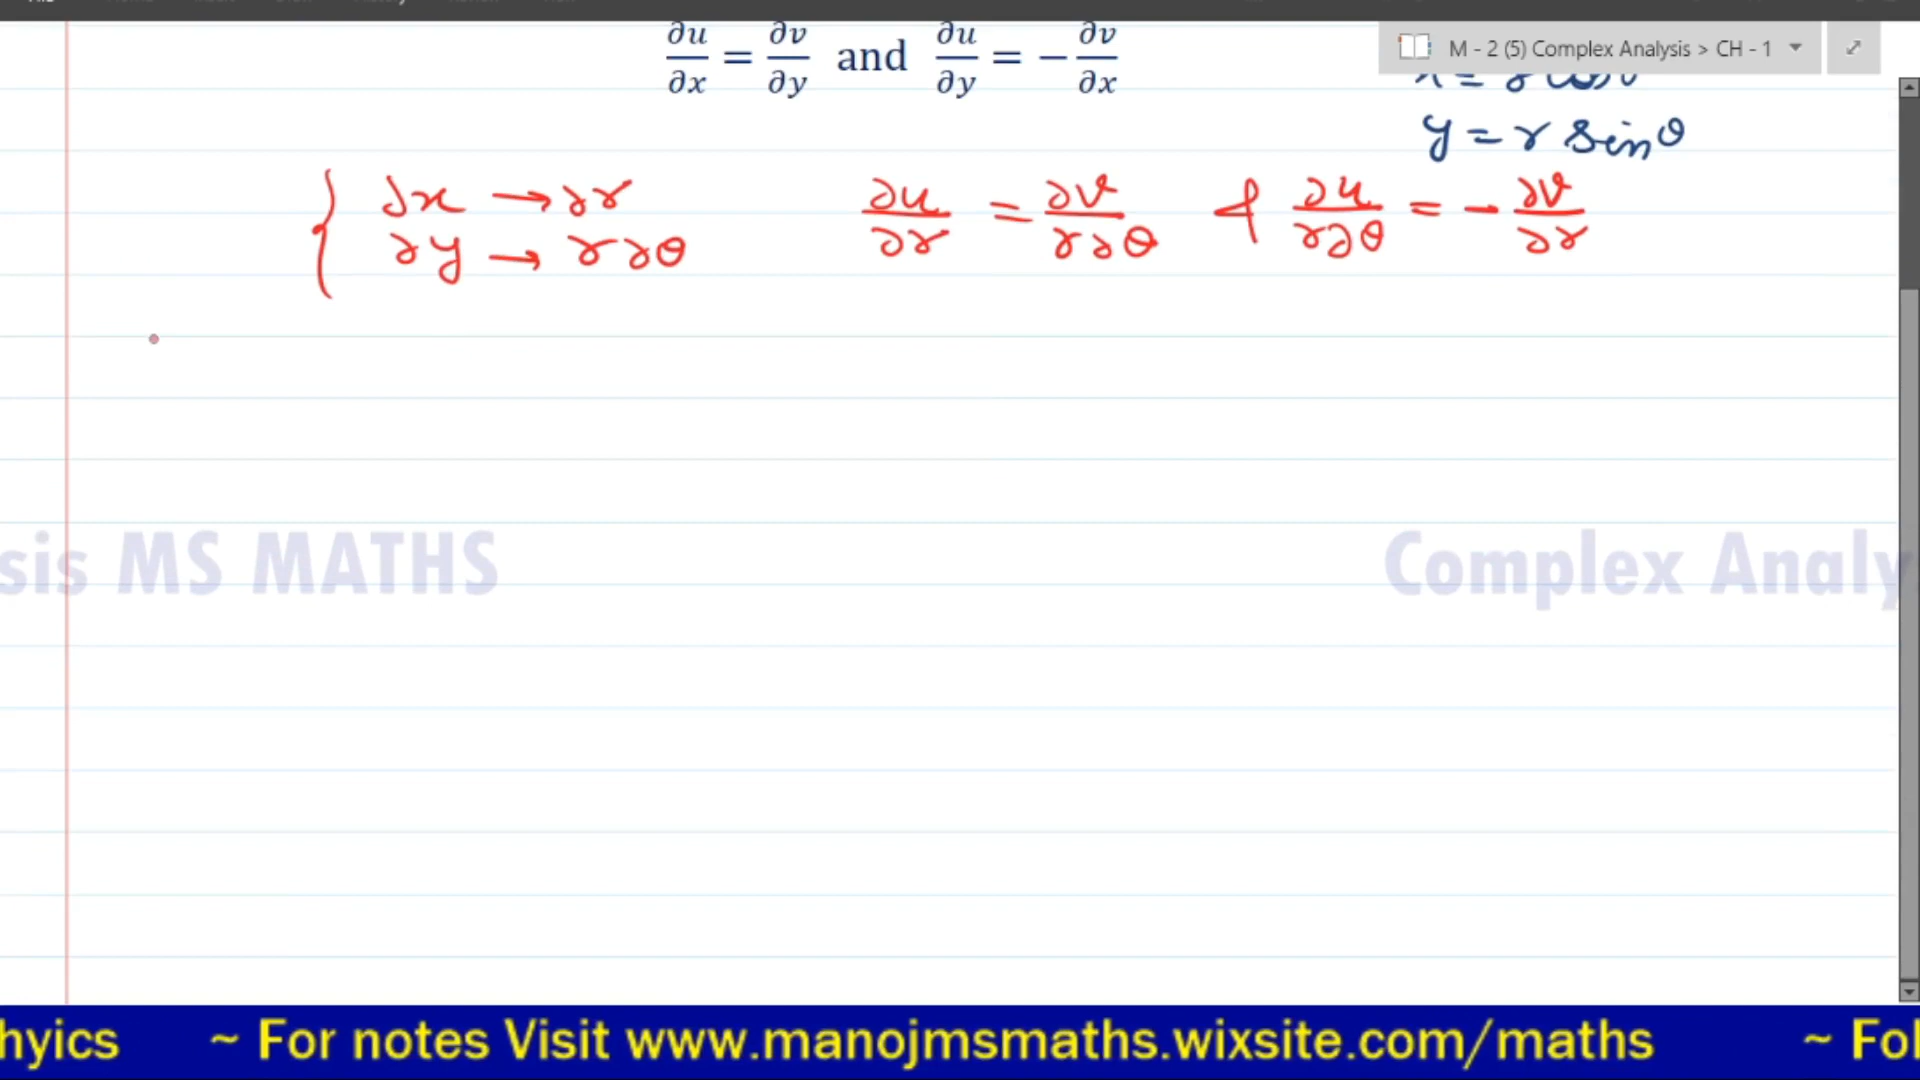 ∂u/∂x = ∂v/∂y and ∂u/∂y = −∂v/∂x
M - 2 (5) Complex Analysis > CH - 1
y = r sinθ
∂x → ∂r
∂y → r∂θ
∂u/∂r = ∂v/r∂θ & ∂u/r∂θ = −∂v/∂r
sis MS MATHS
Complex Analy
hyics ~ For notes Visit www.manojmsmaths.wixsite.com/maths ~ Fol